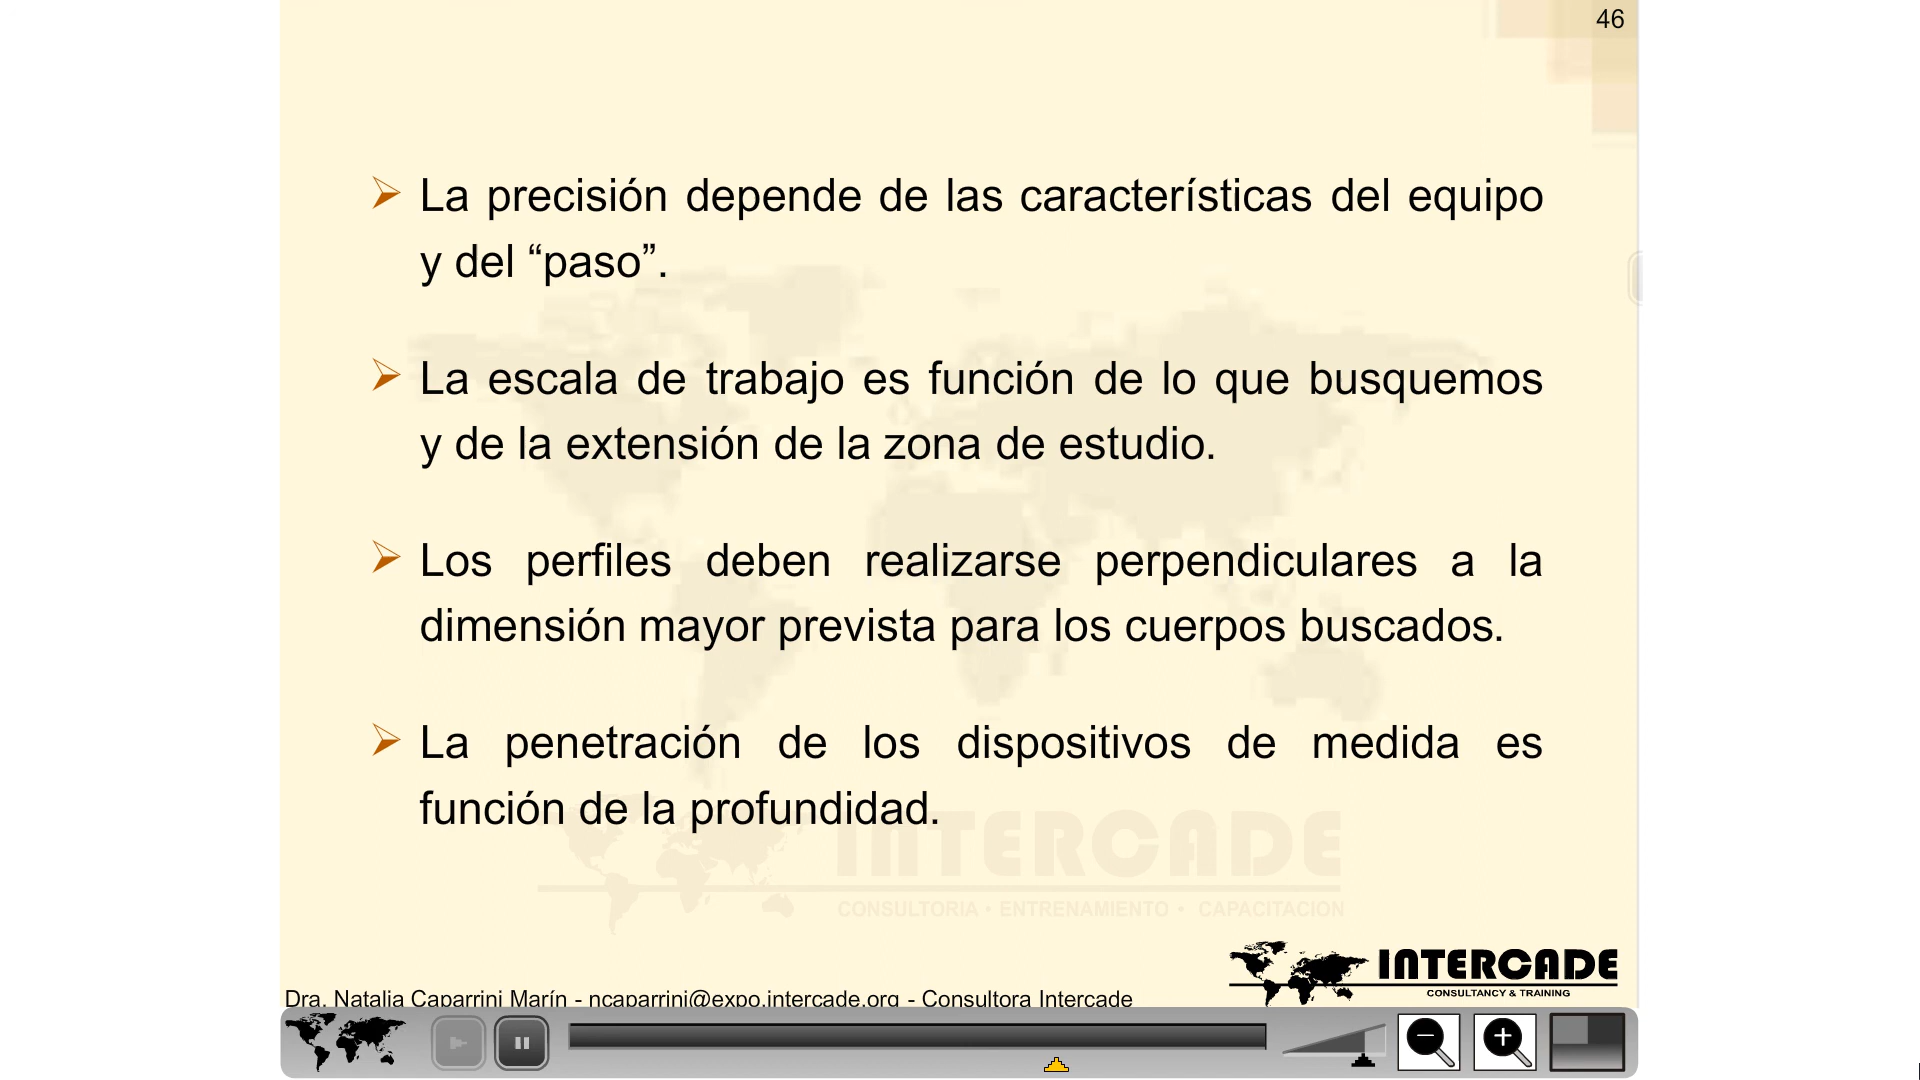 46
La precisión depende de las características del equipo
y del “paso”.
La escala de trabajo es función de lo que busquemos
y de la extensión de la zona de estudio.
Los perfiles deben realizarse perpendiculares a la
dimensión mayor prevista para los cuerpos buscados.
La penetración de los dispositivos de medida es
función de la profundidad.
INTERCADE
CONSULTORIA • ENTRENAMIENTO • CAPACITACION
INTERCADE
CONSULTANCY & TRAINING
Dra. Natalia Caparrini Marín - ncaparrini@expo.intercade.org - Consultora Intercade